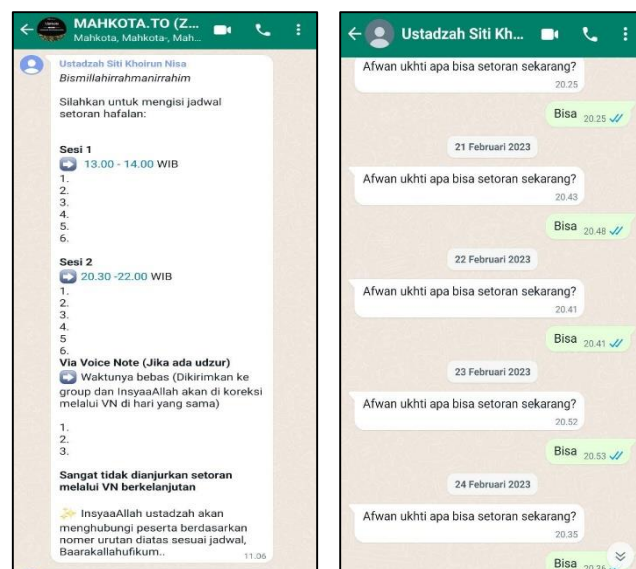 MAHKOTA.TO (Z...
Mahkota, Mahkota-, Mah...
Ustadzah Siti Khoirun Nisa
Bismillahirrahmanirrahim
Silahkan untuk mengisi jadwal
setoran hafalan:
Sesi 1
13.00 - 14.00 WIB
1.
2.
3.
4.
5.
6.
Sesi 2
20.30 -22.00 WIB
1.
2.
3.
4.
5
6.
Via Voice Note (Jika ada udzur)
Waktunya bebas (Dikirimkan ke
group dan InsyaaAllah akan di koreksi
melalui VN di hari yang sama)
1.
2.
3.
Sangat tidak dianjurkan setoran
melalui VN berkelanjutan
InsyaaAllah ustadzah akan
menghubungi peserta berdasarkan
nomer urutan diatas sesuai jadwal,
Baarakallahufikum..
11.06
Ustadzah Siti Kh...
Afwan ukhti apa bisa setoran sekarang?
20.25
Bisa 20.25
21 Februari 2023
Afwan ukhti apa bisa setoran sekarang?
20.43
Bisa 20.48
22 Februari 2023
Afwan ukhti apa bisa setoran sekarang?
20.41
Bisa 20.41
23 Februari 2023
Afwan ukhti apa bisa setoran sekarang?
20.52
Bisa 20.53
24 Februari 2023
Afwan ukhti apa bisa setoran sekarang?
20.35
Bisa